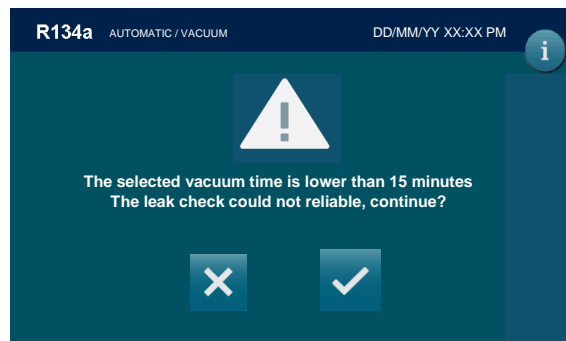 R134a AUTOMATIC / VACUUM DD/MM/YY XX:XX PM
i
!
The selected vacuum time is lower than 15 minutes
The leak check could not reliable, continue?